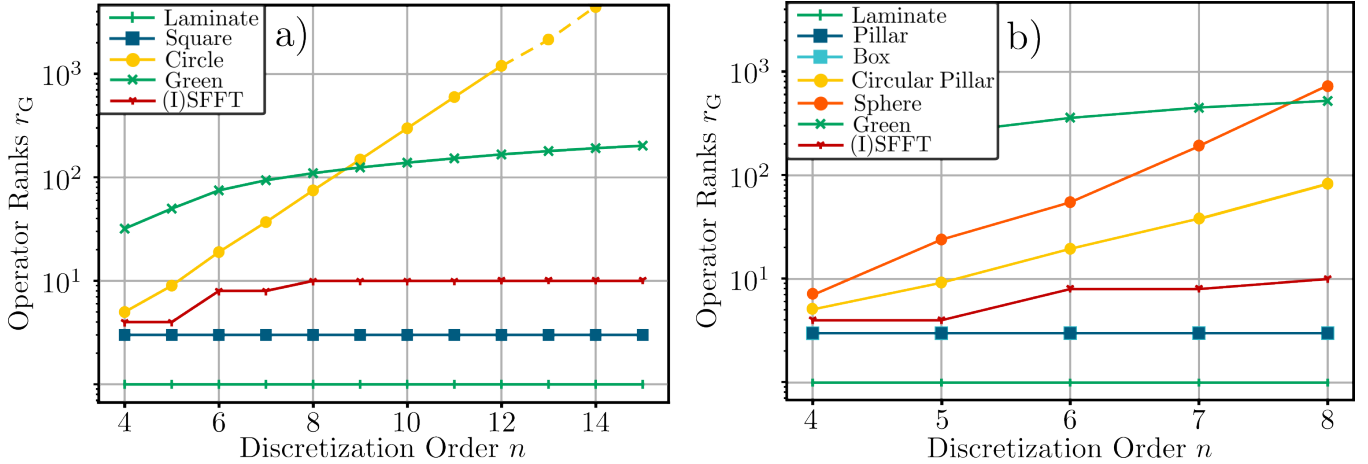 Laminate
Square
Circle
Green
(I)SFFT
a)
10³
10²
10¹
Operator Ranks r_G
4 6 8 10 12 14
Discretization Order n
Laminate
Pillar
Box
Circular Pillar
Sphere
Green
(I)SFFT
b)
10³
10²
10¹
Operator Ranks r_G
4 5 6 7 8
Discretization Order n